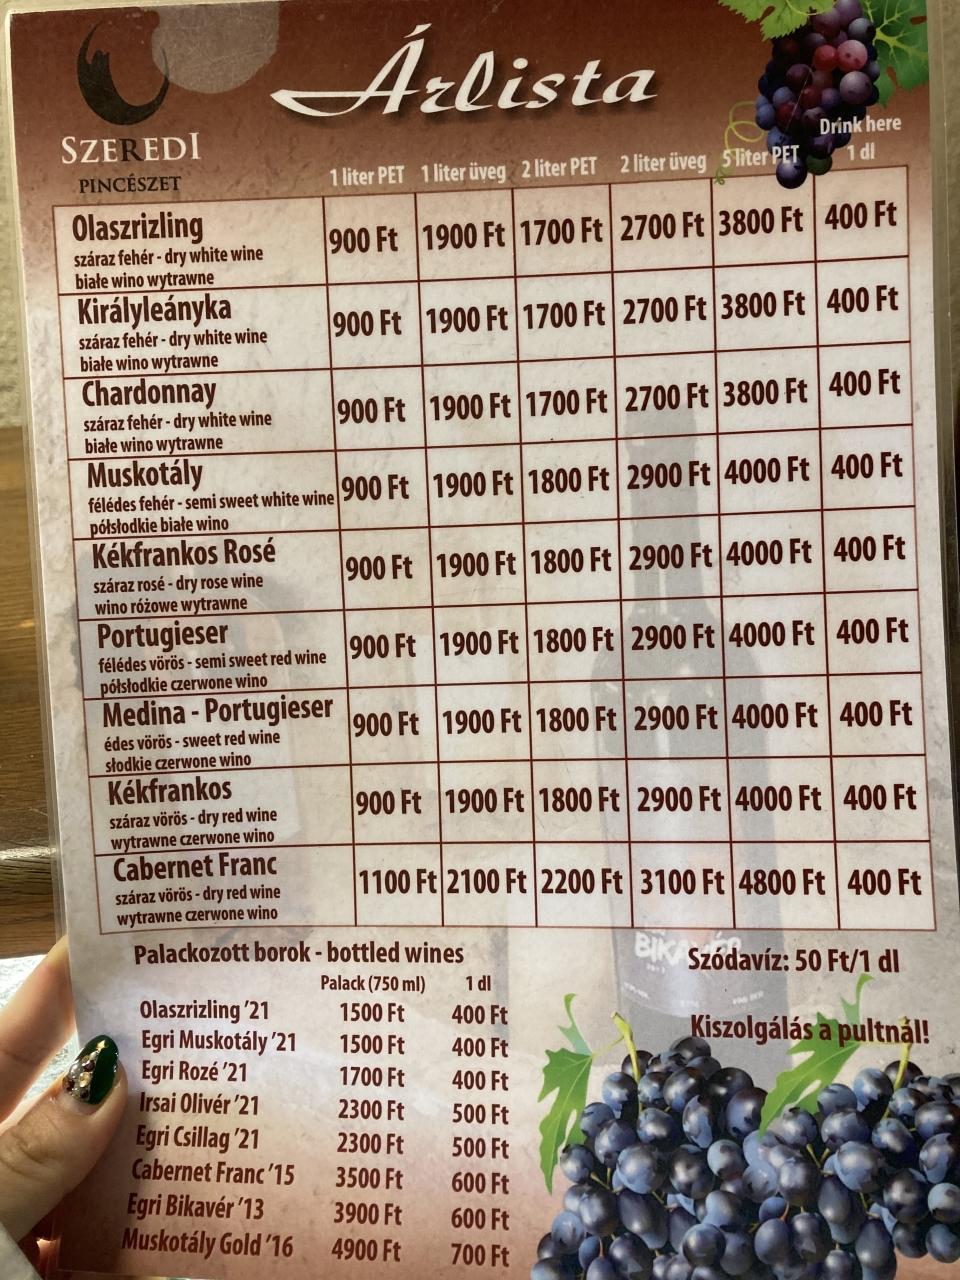 Árlista
SZEREDI
PINCÉSZET
Drink here
1 liter PET 1 liter üveg 2 liter PET 2 liter üveg 5 liter PET 1 dl
Olaszrizling 900 Ft 1900 Ft 1700 Ft 2700 Ft 3800 Ft 400 Ft
száraz fehér - dry white wine
białe wino wytrawne
Királyleányka 900 Ft 1900 Ft 1700 Ft 2700 Ft 3800 Ft 400 Ft
száraz fehér - dry white wine
białe wino wytrawne
Chardonnay 900 Ft 1900 Ft 1700 Ft 2700 Ft 3800 Ft 400 Ft
száraz fehér - dry white wine
białe wino wytrawne
Muskotály 900 Ft 1900 Ft 1800 Ft 2900 Ft 4000 Ft 400 Ft
félédes fehér - semi sweet white wine
półsłodkie białe wino
Kékfrankos Rosé 900 Ft 1900 Ft 1800 Ft 2900 Ft 4000 Ft 400 Ft
száraz rosé - dry rose wine
wino różowe wytrawne
Portugieser 900 Ft 1900 Ft 1800 Ft 2900 Ft 4000 Ft 400 Ft
félédes vörös - semi sweet red wine
półsłodkie czerwone wino
Medina - Portugieser 900 Ft 1900 Ft 1800 Ft 2900 Ft 4000 Ft 400 Ft
édes vörös - sweet red wine
słodkie czerwone wino
Kékfrankos 900 Ft 1900 Ft 1800 Ft 2900 Ft 4000 Ft 400 Ft
száraz vörös - dry red wine
wytrawne czerwone wino
Cabernet Franc 1100 Ft 2100 Ft 2200 Ft 3100 Ft 4800 Ft 400 Ft
száraz vörös - dry red wine
wytrawne czerwone wino
BIKAVÉR
Palackozott borok - bottled wines
Palack (750 ml) 1 dl
Olaszrizling '21 1500 Ft 400 Ft
Egri Muskotály '21 1500 Ft 400 Ft
Egri Rozé '21 1700 Ft 400 Ft
Irsai Olivér '21 2300 Ft 500 Ft
Egri Csillag '21 2300 Ft 500 Ft
Cabernet Franc '15 3500 Ft 600 Ft
Egri Bikavér '13 3900 Ft 600 Ft
Muskotály Gold '16 4900 Ft 700 Ft
Szódavíz: 50 Ft/1 dl
Kiszolgálás a pultnál!